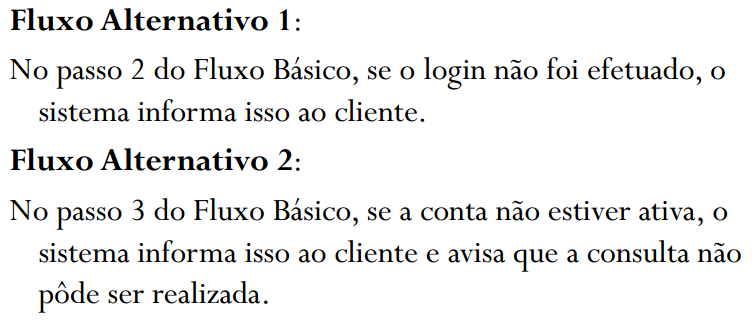 Fluxo Alternativo 1:
No passo 2 do Fluxo Básico, se o login não foi efetuado, o
sistema informa isso ao cliente.
Fluxo Alternativo 2:
No passo 3 do Fluxo Básico, se a conta não estiver ativa, o
sistema informa isso ao cliente e avisa que a consulta não
pôde ser realizada.